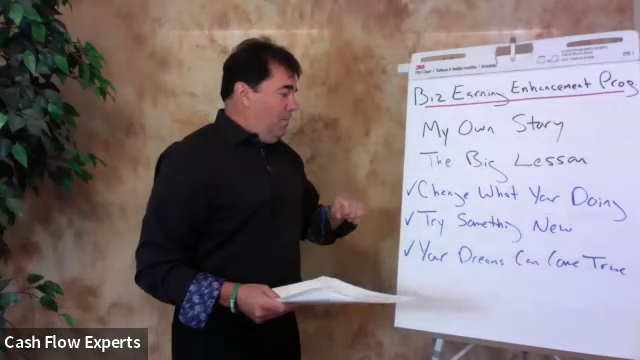 3M
Biz Earning Enhancement Prog
My Own Story
The Big Lesson
✓ Change What Your Doing
✓ Try Something New
✓ Your Dreams Can Come True
Cash Flow Experts